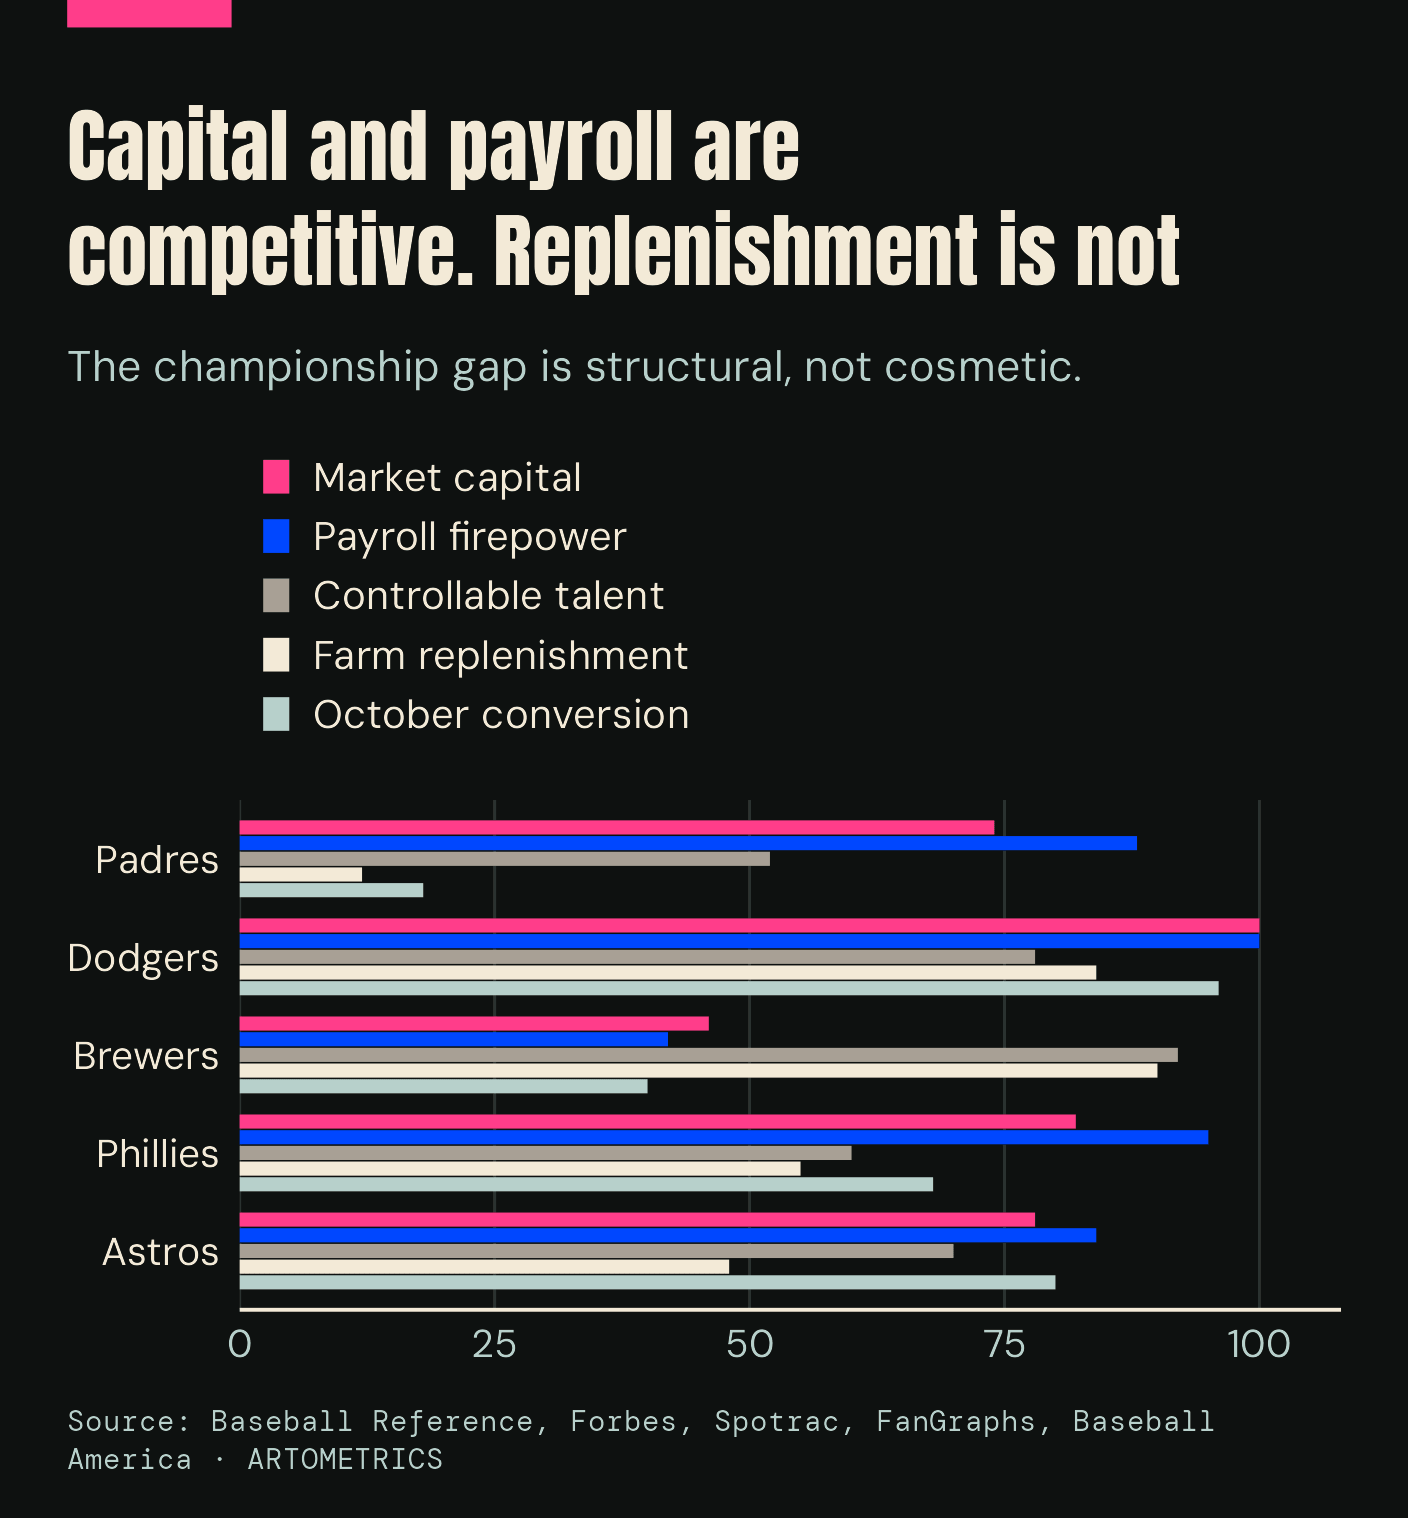 Capital and payroll are
competitive. Replenishment is not
The championship gap is structural, not cosmetic.
Market capital
Payroll firepower
Controllable talent
Farm replenishment
October conversion
Padres
Dodgers
Brewers
Phillies
Astros
0 25 50 75 100
Source: Baseball Reference, Forbes, Spotrac, FanGraphs, Baseball
America · ARTOMETRICS